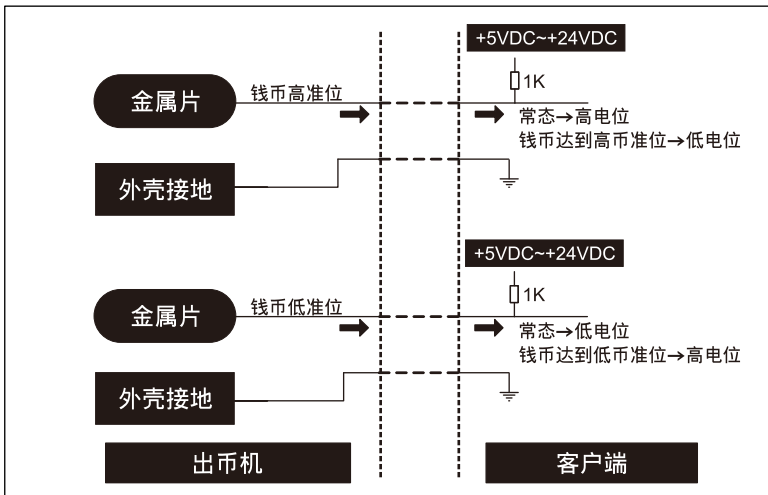 +5VDC~+24VDC
1K
金属片
钱币高准位
常态→高电位
钱币达到高币准位→低电位
外壳接地
+5VDC~+24VDC
1K
金属片
钱币低准位
常态→低电位
钱币达到低币准位→高电位
外壳接地
出币机
客户端